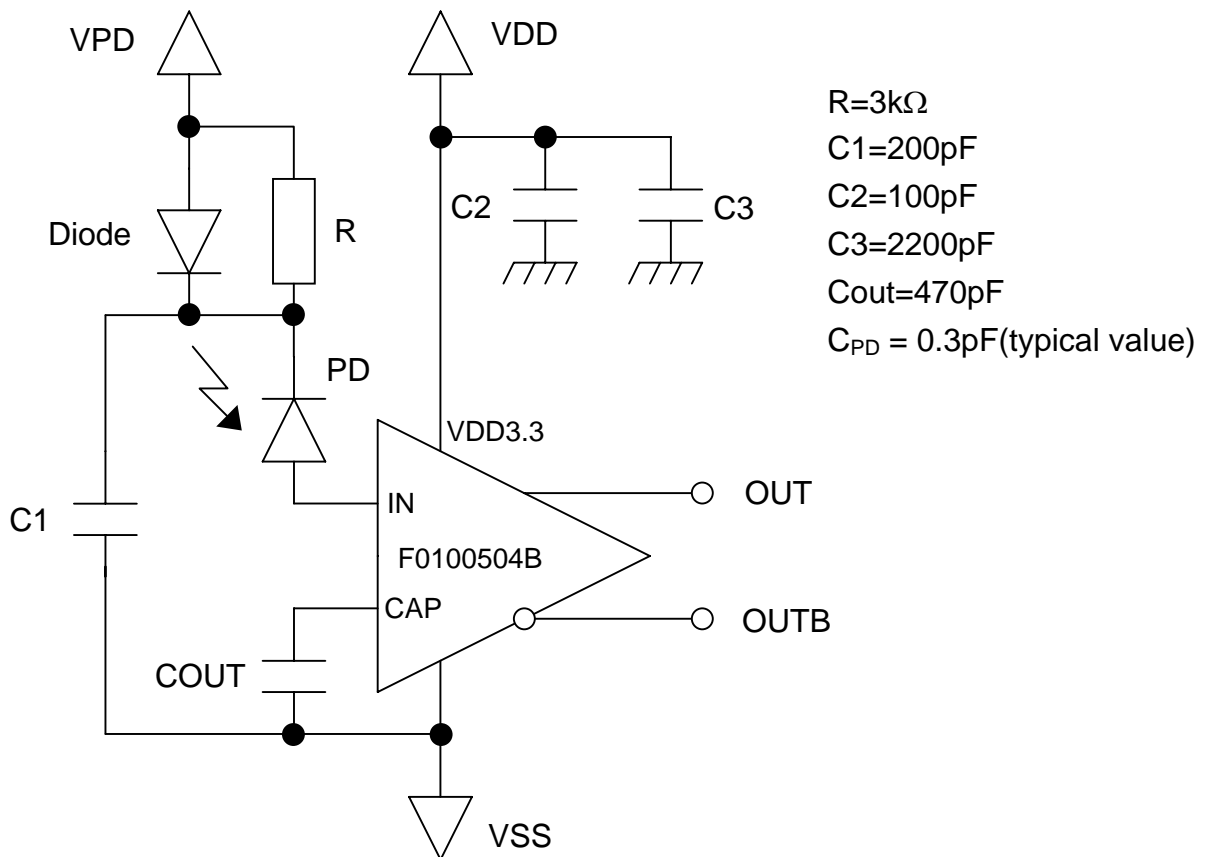 VPD
VDD
R=3kΩ
C1=200pF
C2=100pF
C3=2200pF
Cout=470pF
C_PD = 0.3pF(typical value)
C2
C3
Diode
R
PD
VDD3.3
IN
OUT
C1
F0100504B
CAP
OUTB
COUT
VSS